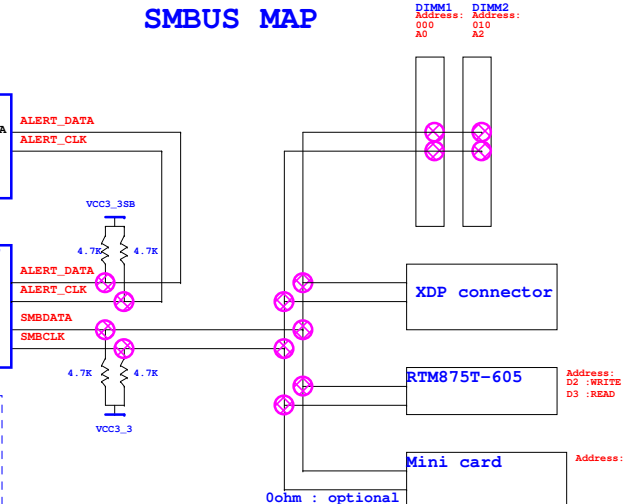 SMBUS MAP
DIMM1 DIMM2
Address: Address:
000 010
A0 A2
A
ALERT_DATA
ALERT_CLK
VCC3_3SB
4.7K 4.7K
ALERT_DATA
ALERT_CLK
XDP connector
SMBDATA
SMBCLK
4.7K 4.7K
RTM875T-605
Address:
D2 :WRITE
D3 :READ
VCC3_3
Mini card
Address:
0ohm : optional